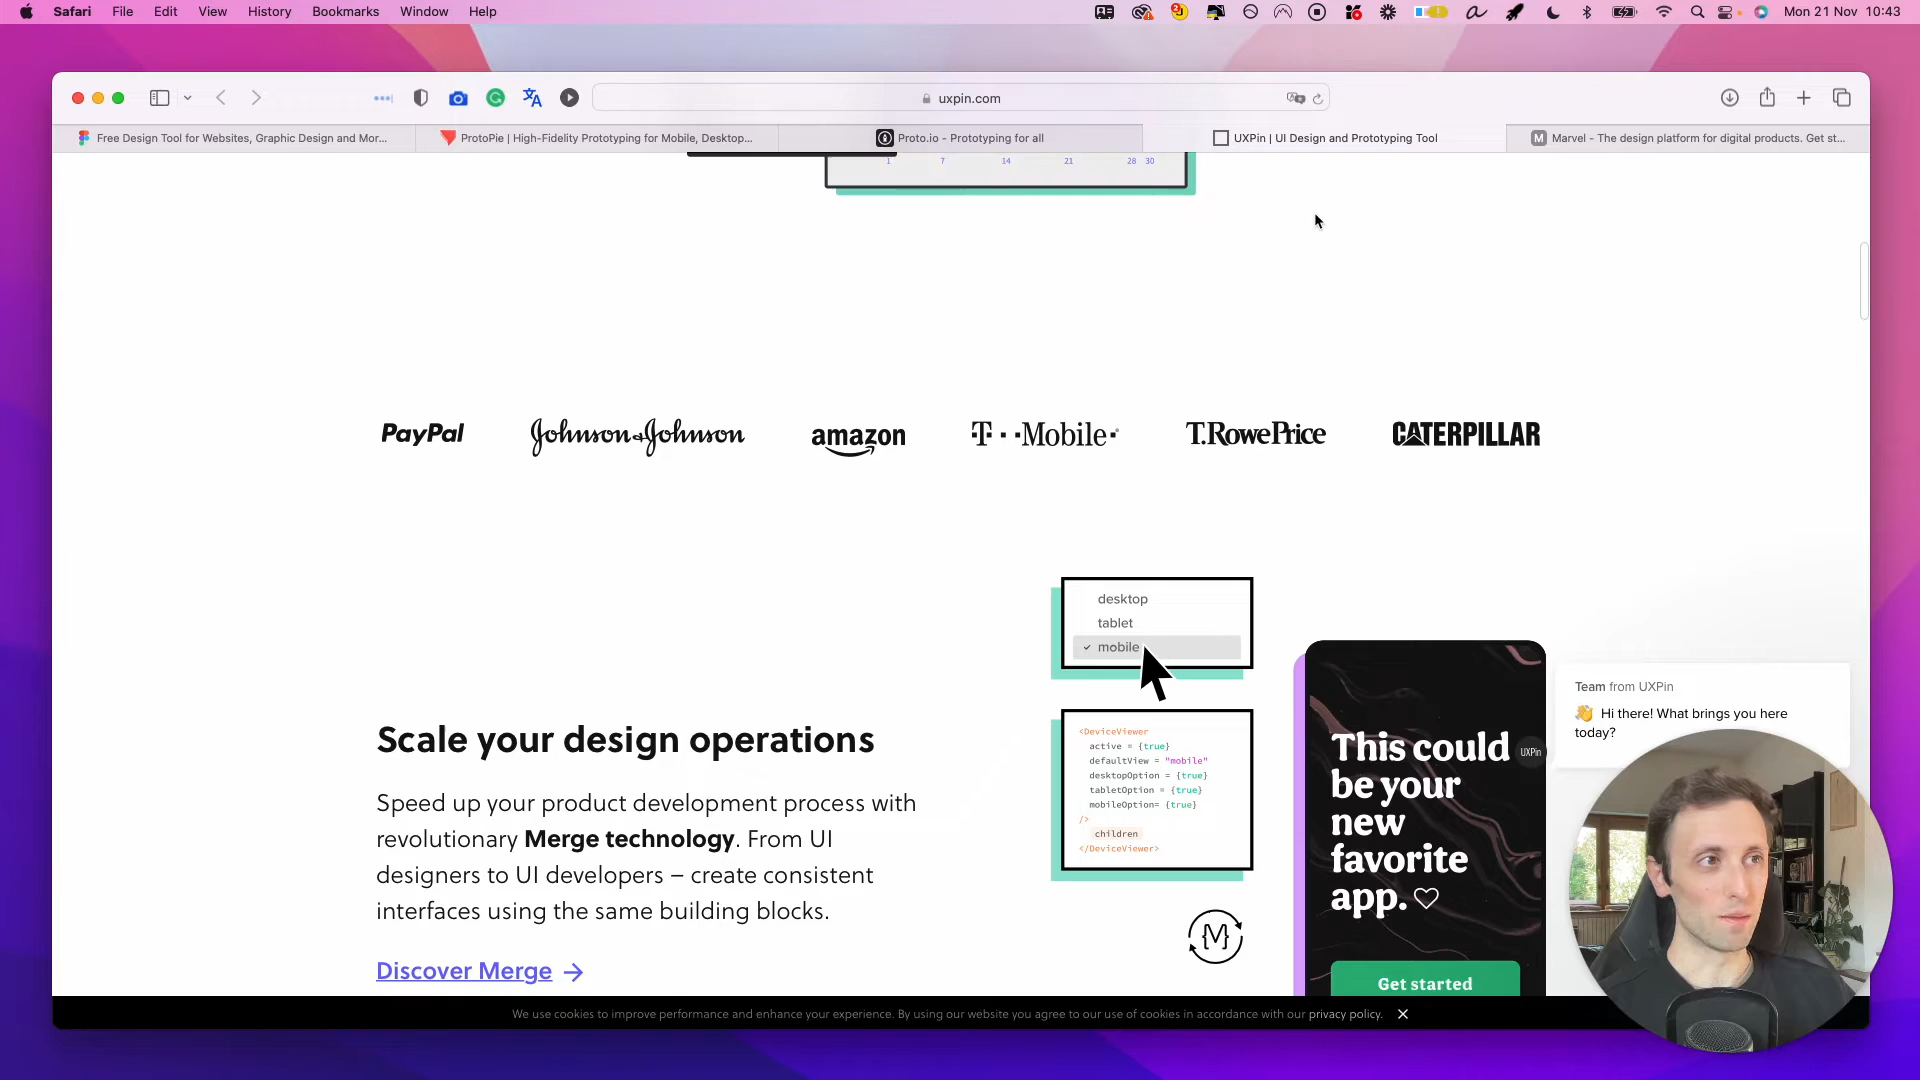 Safari File Edit View History Bookmarks Window Help
Mon 21 Nov 10:43
uxpin.com
Free Design Tool for Websites, Graphic Design and Mor...
ProtoPie | High-Fidelity Prototyping for Mobile, Desktop...
Proto.io - Prototyping for all
UXPin | UI Design and Prototyping Tool
M Marvel - The design platform for digital products. Get st...
1 7 14 21 28 30
PayPal
Johnson & Johnson
amazon
T··Mobile·
T.RowePrice
CATERPILLAR
desktop
tablet
✓ mobile
<DeviceViewer
active = {true}
defaultView = "mobile"
desktopOption = {true}
tabletOption = {true}
mobileOption= {true}
/>
children
</DeviceViewer>
{M}
Scale your design operations
Speed up your product development process with
revolutionary Merge technology. From UI
designers to UI developers – create consistent
interfaces using the same building blocks.
Discover Merge →
This could
be your
new
favorite
app.
Get started
UXPin
Team from UXPin
👋 Hi there! What brings you here
today?
We use cookies to improve performance and enhance your experience. By using our website you agree to our use of cookies in accordance with our privacy policy. ✕